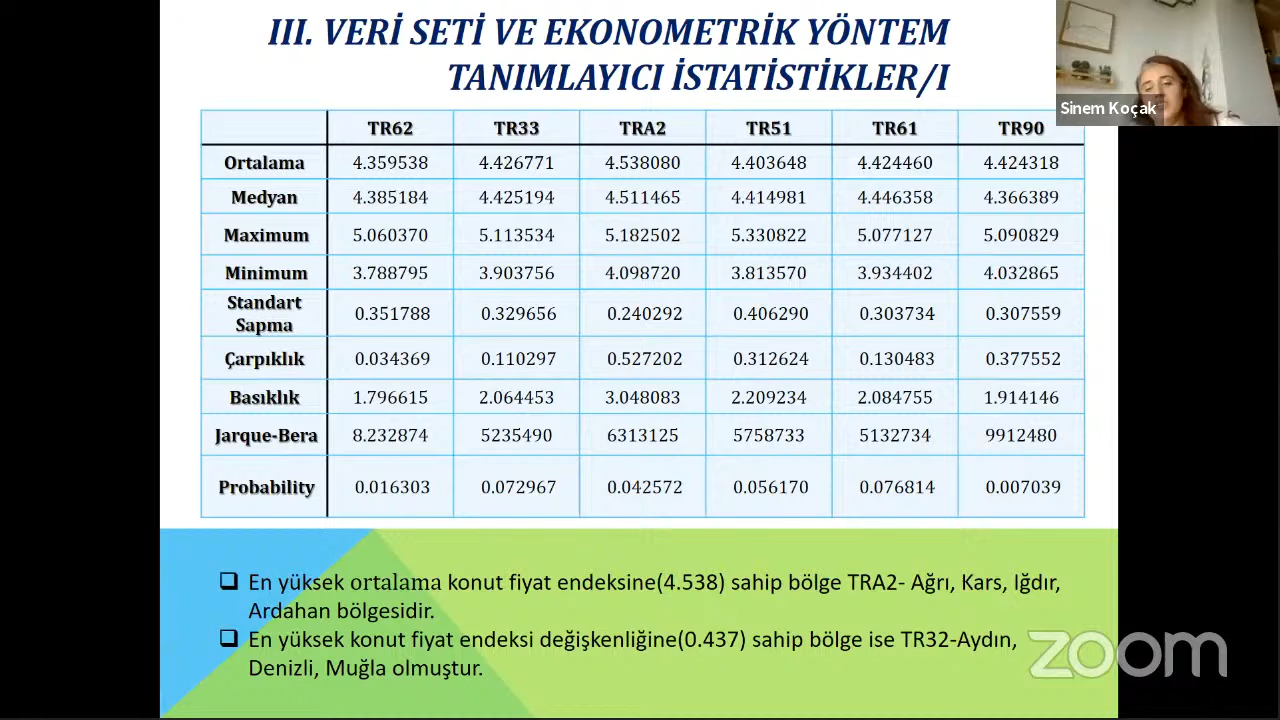 III. VERİ SETİ VE EKONOMETRİK YÖNTEM
TANIMLAYICI İSTATİSTİKLER/I
Sinem Koçak
TR62 TR33 TRA2 TR51 TR61 TR90
Ortalama 4.359538 4.426771 4.538080 4.403648 4.424460 4.424318
Medyan 4.385184 4.425194 4.511465 4.414981 4.446358 4.366389
Maximum 5.060370 5.113534 5.182502 5.330822 5.077127 5.090829
Minimum 3.788795 3.903756 4.098720 3.813570 3.934402 4.032865
Standart
Sapma 0.351788 0.329656 0.240292 0.406290 0.303734 0.307559
Çarpıklık 0.034369 0.110297 0.527202 0.312624 0.130483 0.377552
Basıklık 1.796615 2.064453 3.048083 2.209234 2.084755 1.914146
Jarque-Bera 8.232874 5235490 6313125 5758733 5132734 9912480
Probability 0.016303 0.072967 0.042572 0.056170 0.076814 0.007039
En yüksek ortalama konut fiyat endeksine(4.538) sahip bölge TRA2- Ağrı, Kars, Iğdır,
Ardahan bölgesidir.
En yüksek konut fiyat endeksi değişkenliğine(0.437) sahip bölge ise TR32-Aydın,
Denizli, Muğla olmuştur.
zoom